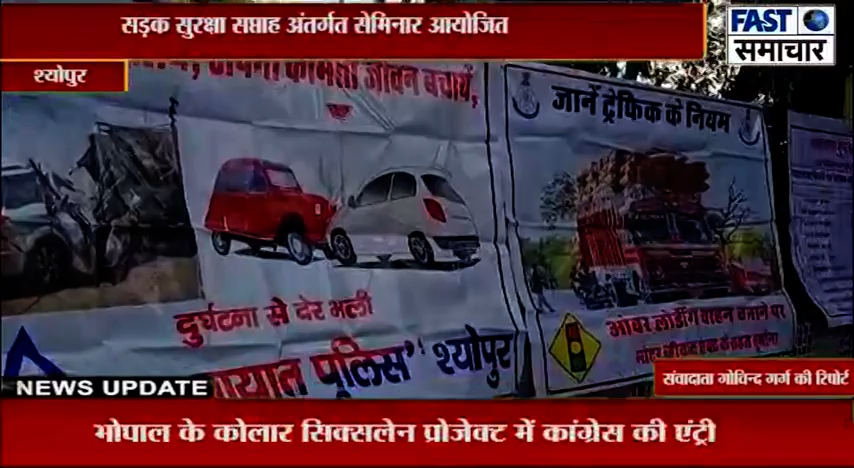 सड़क सुरक्षा सप्ताह अंतर्गत सेमिनार आयोजित
FAST
समाचार
श्योपुर
जीवन बचायें,
जानें ट्रेफिक के नियम
दुर्घटना से देर भली
यातायात पुलिस" श्योपुर
ओवर लोडिंग वाहन चलाने पर
NEWS UPDATE
संवादाता गोविन्द गर्ग की रिपोर्ट
भोपाल के कोलार सिक्सलेन प्रोजेक्ट में कांग्रेस की एंट्री